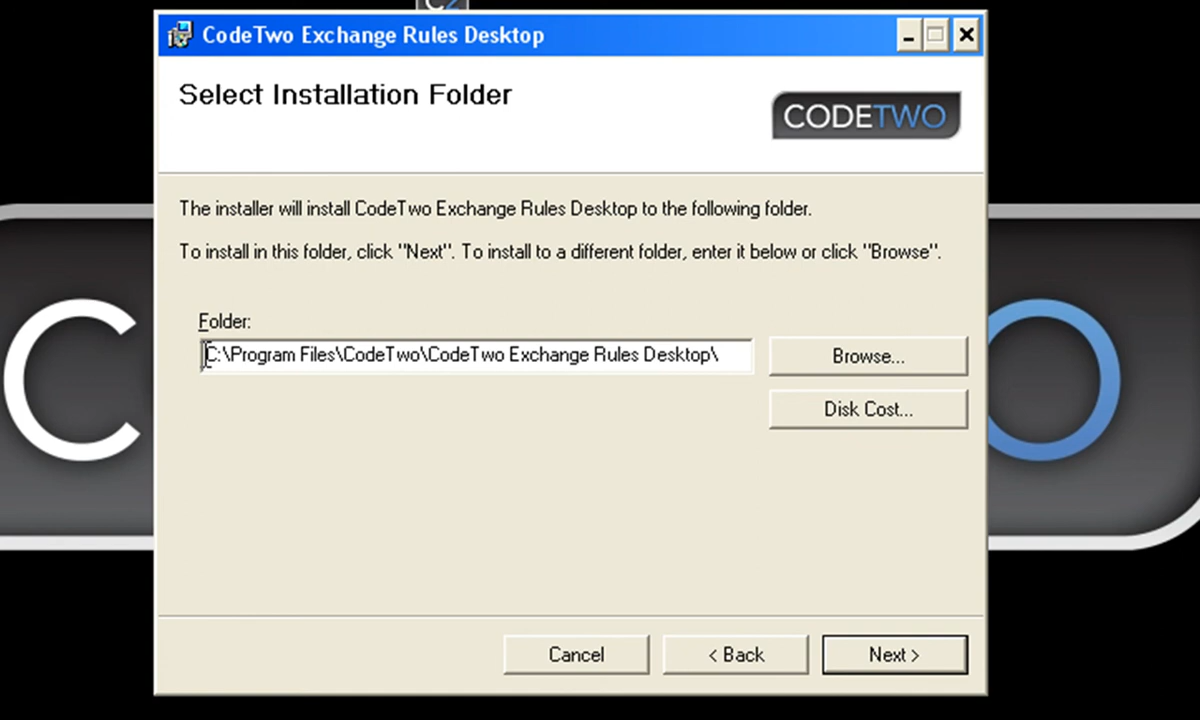 C2
CodeTwo Exchange Rules Desktop
Select Installation Folder
CODETWO
The installer will install CodeTwo Exchange Rules Desktop to the following folder.
To install in this folder, click "Next". To install to a different folder, enter it below or click "Browse".
Folder:
C:\Program Files\CodeTwo\CodeTwo Exchange Rules Desktop\
Browse...
Disk Cost...
C
O
Cancel
< Back
Next >